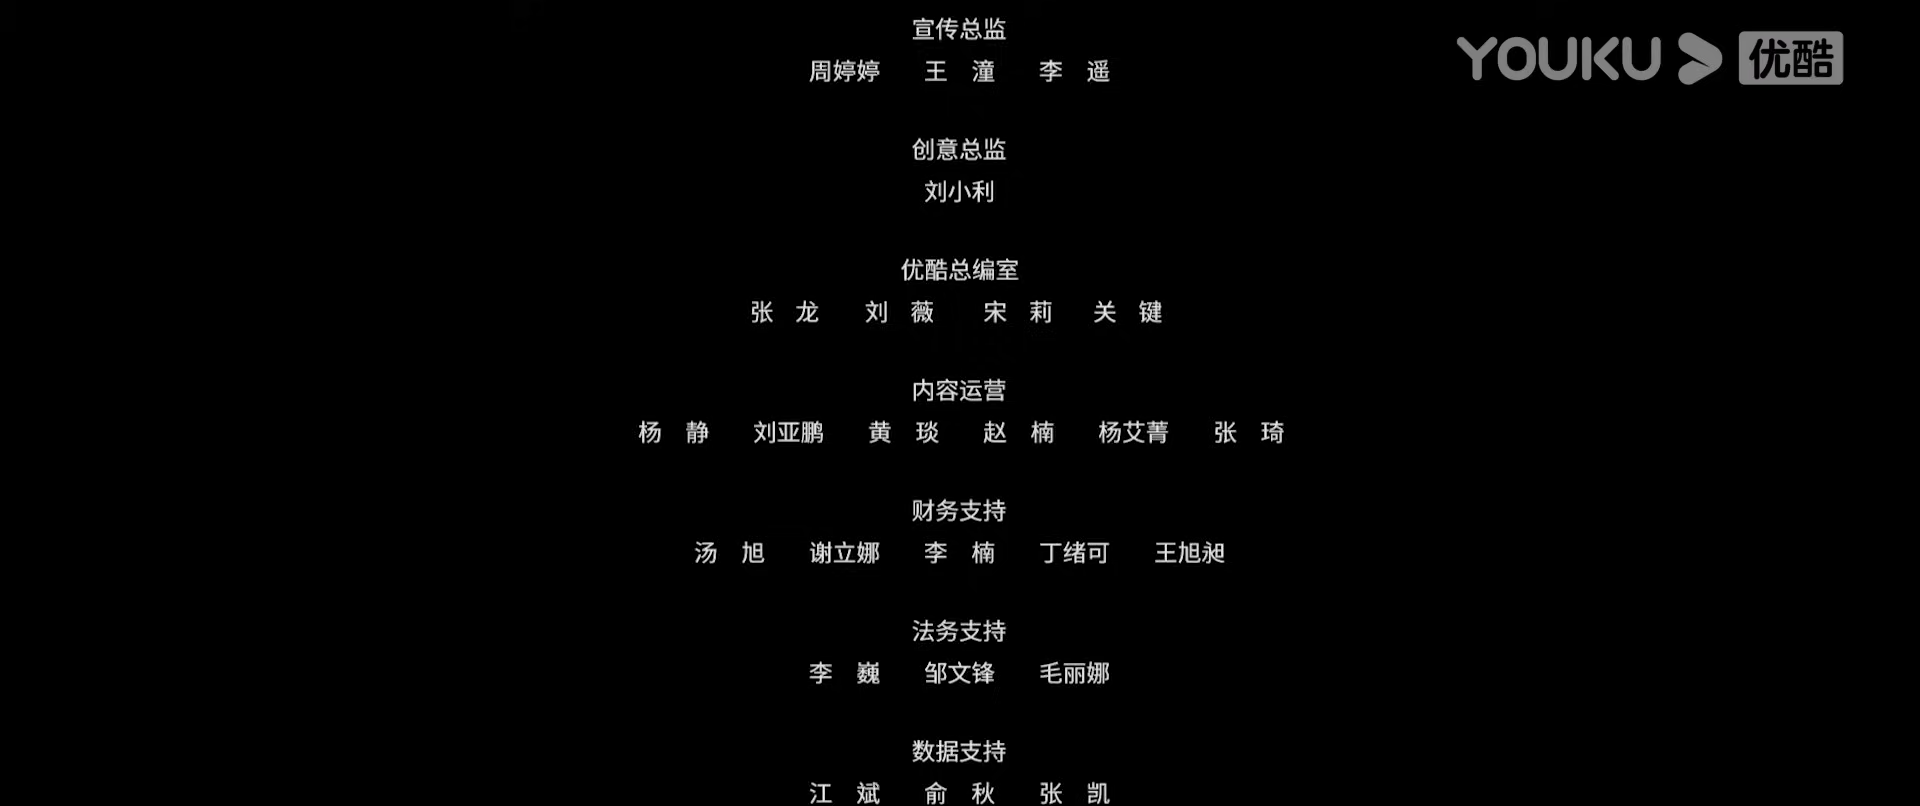 宣传总监
YOUKU 优酷
周婷婷 王 潼 李 遥
创意总监
刘小利
优酷总编室
张 龙 刘 薇 宋 莉 关 键
内容运营
杨 静 刘亚鹏 黄 琰 赵 楠 杨艾菁 张 琦
财务支持
汤 旭 谢立娜 李 楠 丁绪可 王旭昶
法务支持
李 巍 邹文锋 毛丽娜
数据支持
江 斌 俞 秋 张 凯